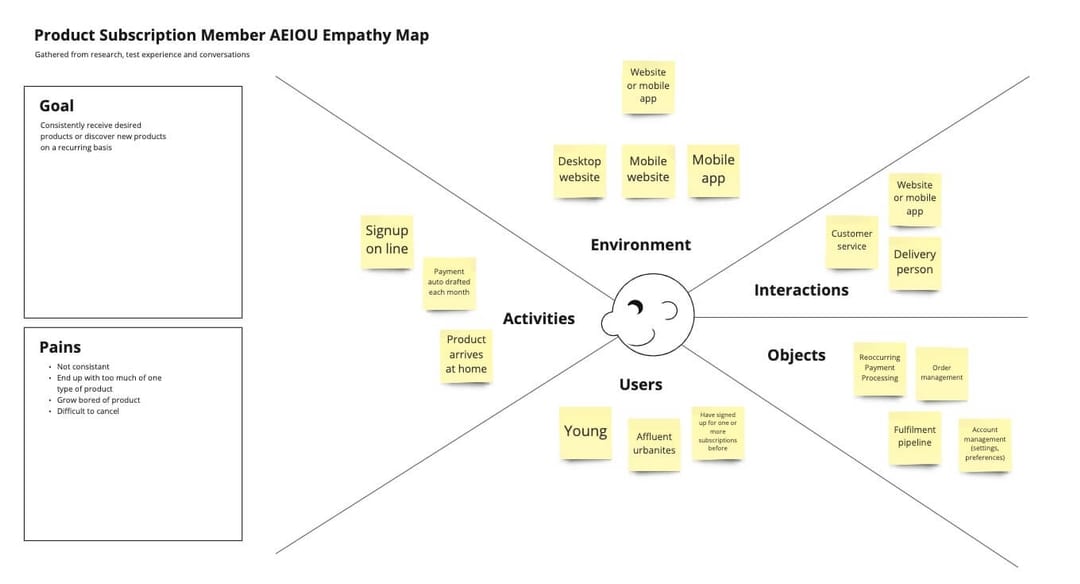 Product Subscription Member AEIOU Empathy Map
Gathered from research, test experience and conversations
Goal
Consistently receive desired
products or discover new products
on a recurring basis
Pains
• Not consistant
• End up with too much of one
type of product
• Grow bored of product
• Difficult to cancel
Website
or mobile
app
Desktop
website
Mobile
website
Mobile
app
Environment
Signup
on line
Payment
auto drafted
each month
Product
arrives
at home
Activities
Website
or mobile
app
Customer
service
Delivery
person
Interactions
Objects
Reoccurring
Payment
Processing
Order
management
Fulfilment
pipeline
Account
management
(settings,
preferences)
Users
Young
Affluent
urbanites
Have signed
up for one or
more
subscriptions
before